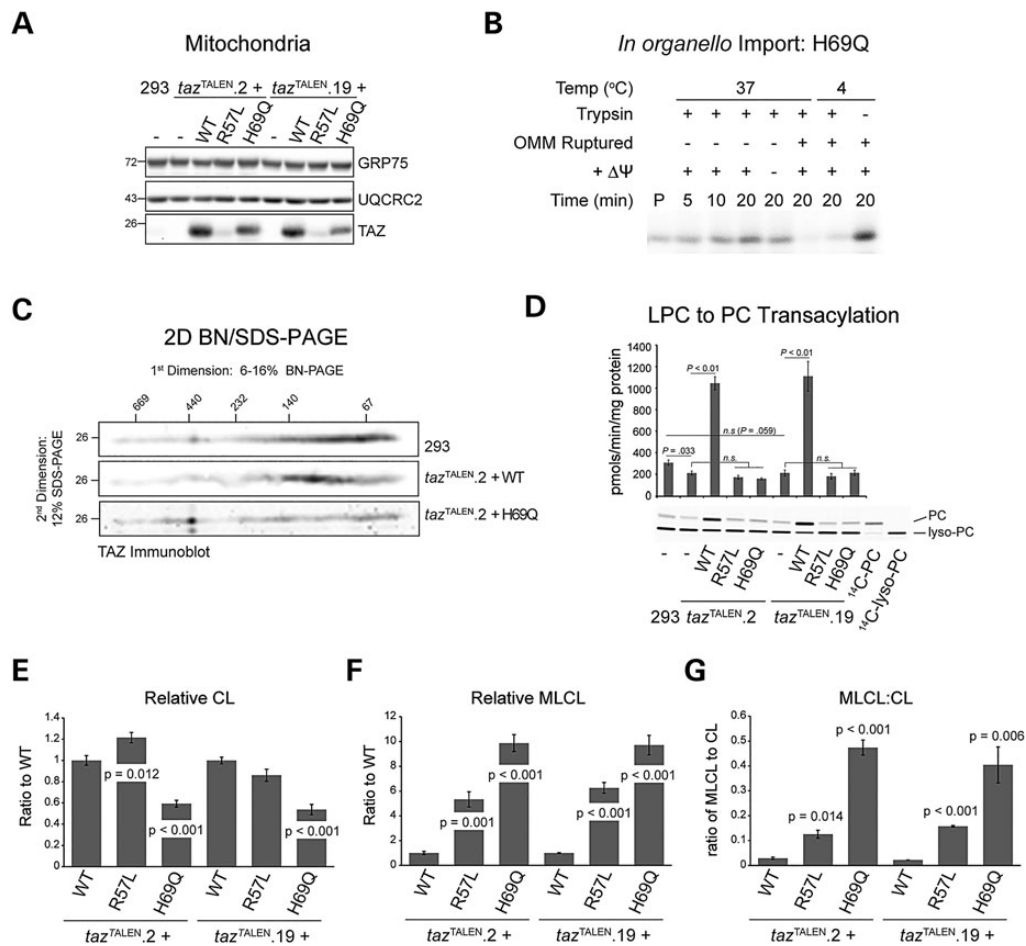 A
Mitochondria
293 taz^TALEN.2 + taz^TALEN.19 +
- - WT R57L H69Q - WT R57L H69Q
72 GRP75
43 UQCRC2
26 TAZ
B
In organello Import: H69Q
Temp (°C) 37 4
Trypsin + + + + + + -
OMM Ruptured - - - - + + +
+ ΔΨ + + + - + + +
Time (min) P 5 10 20 20 20 20 20
C
2D BN/SDS-PAGE
1st Dimension: 6-16% BN-PAGE
669 440 232 140 67
2nd Dimension:
12% SDS-PAGE
26 293
26 taz^TALEN.2 + WT
26 taz^TALEN.2 + H69Q
TAZ Immunoblot
D
LPC to PC Transacylation
pmols/min/mg protein
1400
1200
1000
800
600
400
200
0
P < 0.01
P < 0.01
n.s (P = .059)
P = .033
n.s.
n.s.
PC
lyso-PC
- - WT R57L H69Q - WT R57L H69Q 14C-PC 14C-lyso-PC
293 taz^TALEN.2 taz^TALEN.19
E
Relative CL
Ratio to WT
1.4
1.2
1
0.8
0.6
0.4
0.2
0
p = 0.012
p < 0.001
p < 0.001
WT R57L H69Q WT R57L H69Q
taz^TALEN.2 + taz^TALEN.19 +
F
Relative MLCL
Ratio to WT
12
10
8
6
4
2
0
p = 0.001
p < 0.001
p < 0.001
p < 0.001
WT R57L H69Q WT R57L H69Q
taz^TALEN.2 + taz^TALEN.19 +
G
MLCL:CL
ratio of MLCL to CL
0.6
0.5
0.4
0.3
0.2
0.1
0
p = 0.014
p < 0.001
p < 0.001
p = 0.006
WT R57L H69Q WT R57L H69Q
taz^TALEN.2 + taz^TALEN.19 +